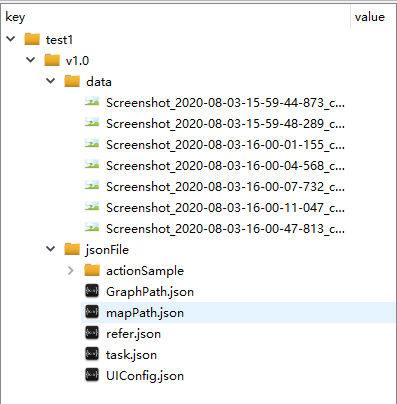 key value
test1
v1.0
data
Screenshot_2020-08-03-15-59-44-873_c...
Screenshot_2020-08-03-15-59-48-289_c...
Screenshot_2020-08-03-16-00-01-155_c...
Screenshot_2020-08-03-16-00-04-568_c...
Screenshot_2020-08-03-16-00-07-732_c...
Screenshot_2020-08-03-16-00-11-047_c...
Screenshot_2020-08-03-16-00-47-813_c...
jsonFile
actionSample
GraphPath.json
mapPath.json
refer.json
task.json
UIConfig.json